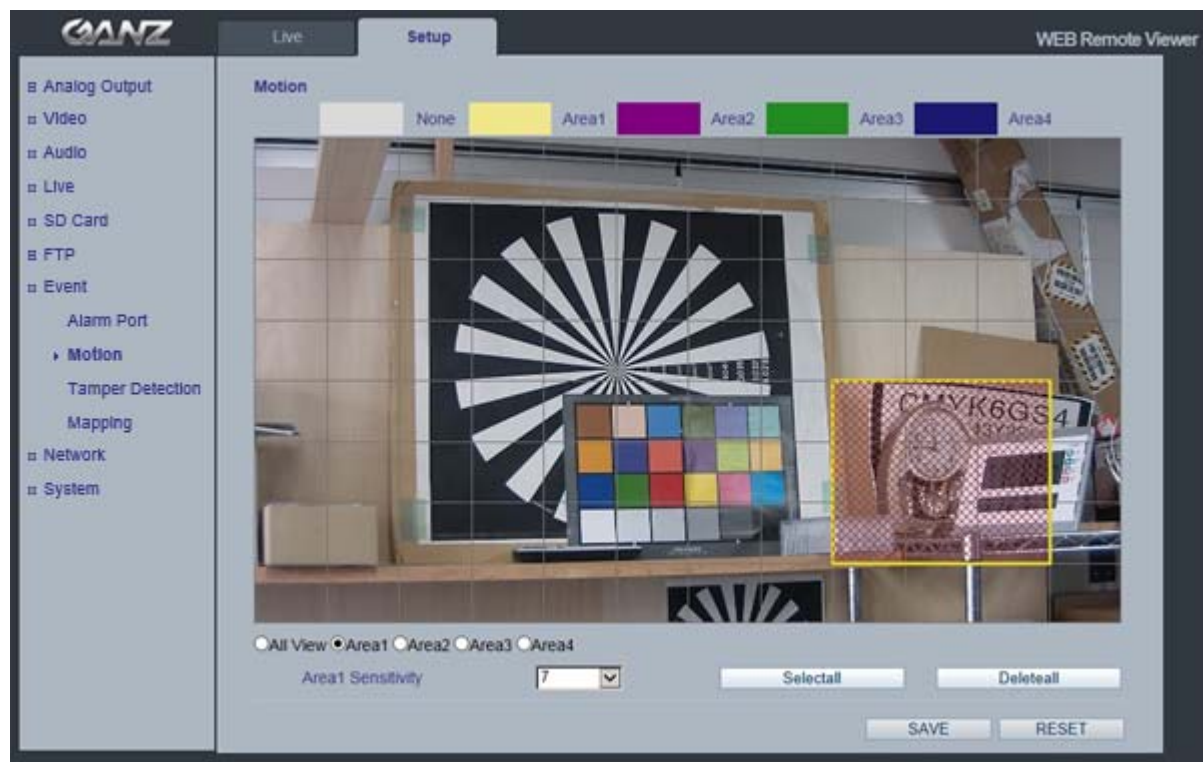 GANZ
Live
Setup
WEB Remote Viewer
Analog Output
Video
Audio
Live
SD Card
FTP
Event
Alarm Port
Motion
Tamper Detection
Mapping
Network
System
Motion
None
Area1
Area2
Area3
Area4
CMYK6GS4
All View Area1 Area2 Area3 Area4
Area1 Sensitivity
7
Selectall
Deleteall
SAVE
RESET